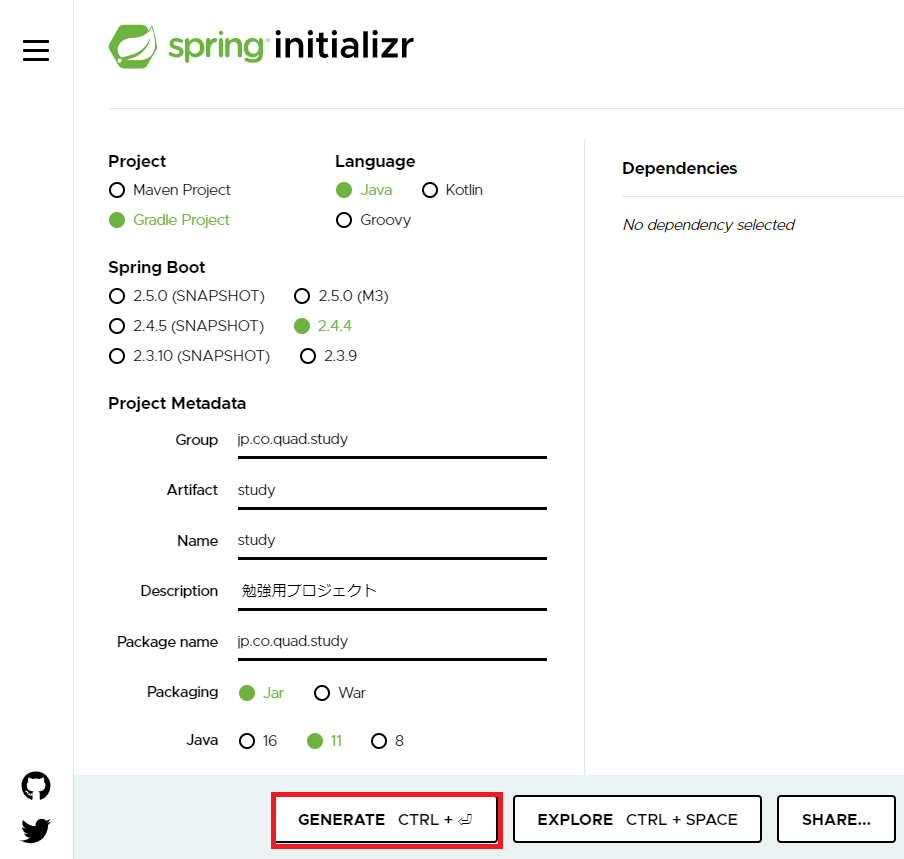 spring initializr
Project
Maven Project
Gradle Project
Language
Java Kotlin
Groovy
Spring Boot
2.5.0 (SNAPSHOT) 2.5.0 (M3)
2.4.5 (SNAPSHOT) 2.4.4
2.3.10 (SNAPSHOT) 2.3.9
Project Metadata
Group jp.co.quad.study
Artifact study
Name study
Description 勉強用プロジェクト
Package name jp.co.quad.study
Packaging Jar War
Java 16 11 8
Dependencies
No dependency selected
GENERATE CTRL + ⏎
EXPLORE CTRL + SPACE
SHARE...